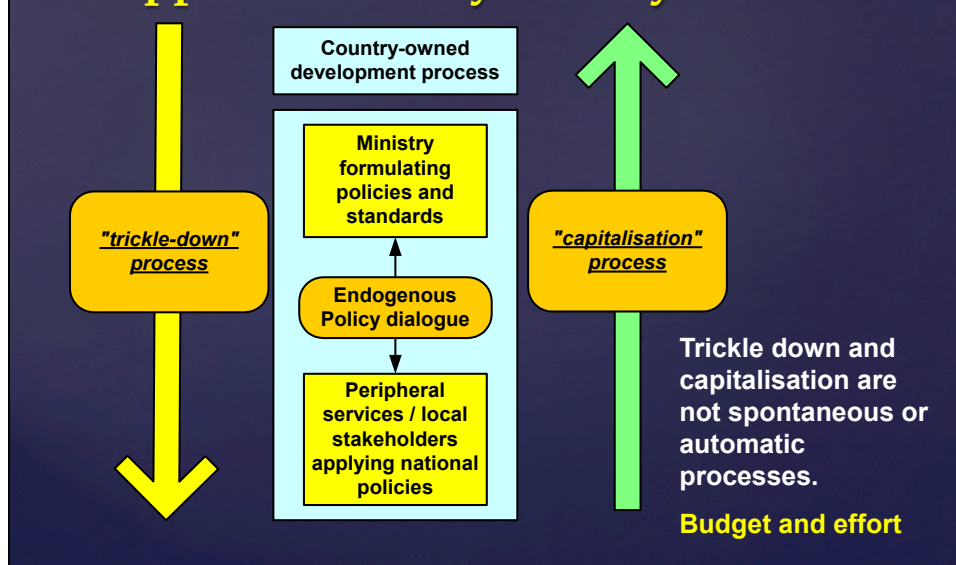 Country-owned
development process
Ministry
formulating
policies and
standards
"trickle-down"
process
"capitalisation"
process
Endogenous
Policy dialogue
Peripheral
services / local
stakeholders
applying national
policies
Trickle down and
capitalisation are
not spontaneous or
automatic
processes.
Budget and effort